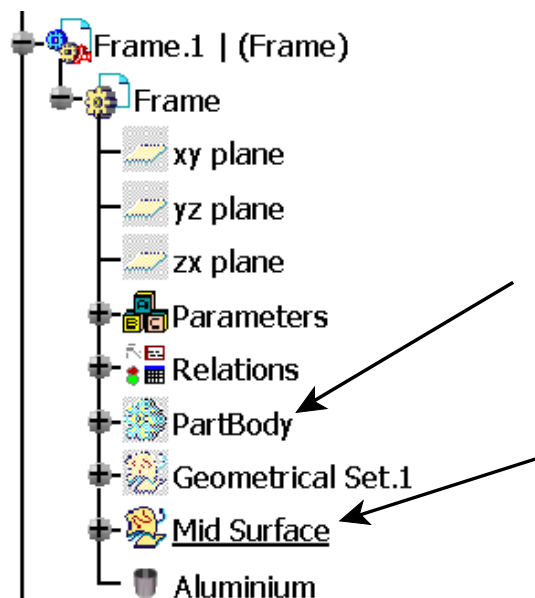 Frame.1 | (Frame)
Frame
xy plane
yz plane
zx plane
Parameters
Relations
PartBody
Geometrical Set.1
Mid Surface
Aluminium